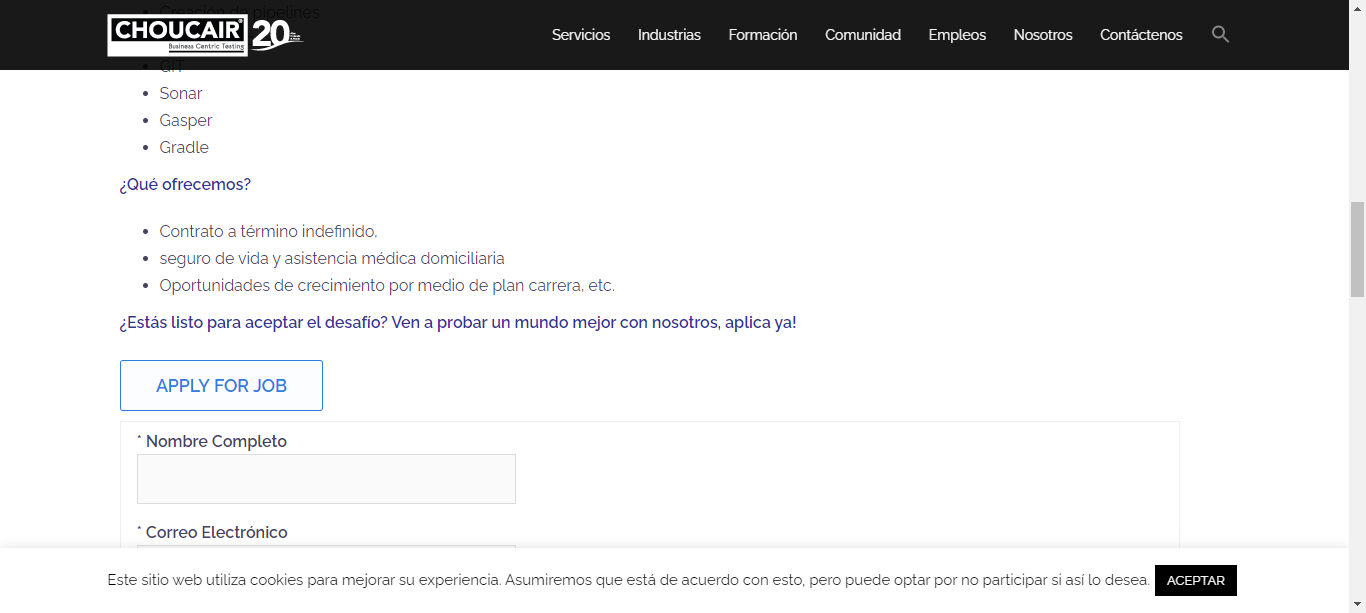 Creación de pipelines
CHOUCAIR®
Business Centric Testing
20
Servicios
Industrias
Formación
Comunidad
Empleos
Nosotros
Contáctenos
GIT
Sonar
Gasper
Gradle
¿Qué ofrecemos?
Contrato a término indefinido,
seguro de vida y asistencia médica domiciliaria
Oportunidades de crecimiento por medio de plan carrera, etc.
¿Estás listo para aceptar el desafío? Ven a probar un mundo mejor con nosotros, aplica ya!
APPLY FOR JOB
* Nombre Completo
* Correo Electrónico
Este sitio web utiliza cookies para mejorar su experiencia. Asumiremos que está de acuerdo con esto, pero puede optar por no participar si así lo desea.
ACEPTAR